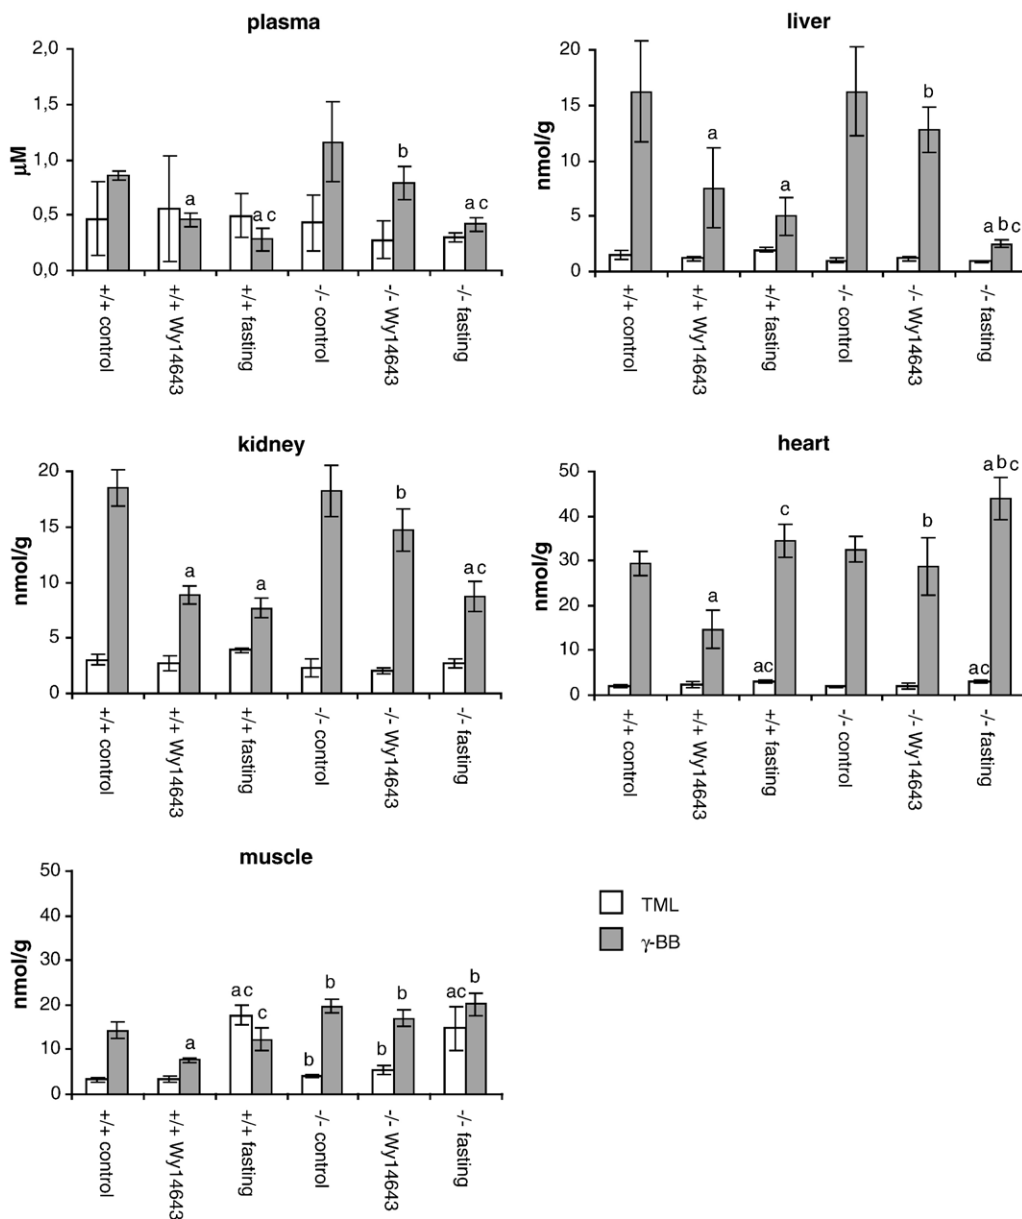 plasma
2,0
1,5
1,0
0,5
0,0
μM
a
a c
b
a c
+/+ control
+/+ Wy14643
+/+ fasting
-/- control
-/- Wy14643
-/- fasting
liver
20
15
10
5
0
nmol/g
a
a
b
a b c
+/+ control
+/+ Wy14643
+/+ fasting
-/- control
-/- Wy14643
-/- fasting
kidney
20
15
10
5
0
nmol/g
a
a
b
a c
+/+ control
+/+ Wy14643
+/+ fasting
-/- control
-/- Wy14643
-/- fasting
heart
50
40
30
20
10
0
nmol/g
a
ac
c
b
ac
a b c
+/+ control
+/+ Wy14643
+/+ fasting
-/- control
-/- Wy14643
-/- fasting
muscle
50
40
30
20
10
0
nmol/g
a
a c
c
b
b
b
b
ac
b
+/+ control
+/+ Wy14643
+/+ fasting
-/- control
-/- Wy14643
-/- fasting
TML
γ-BB